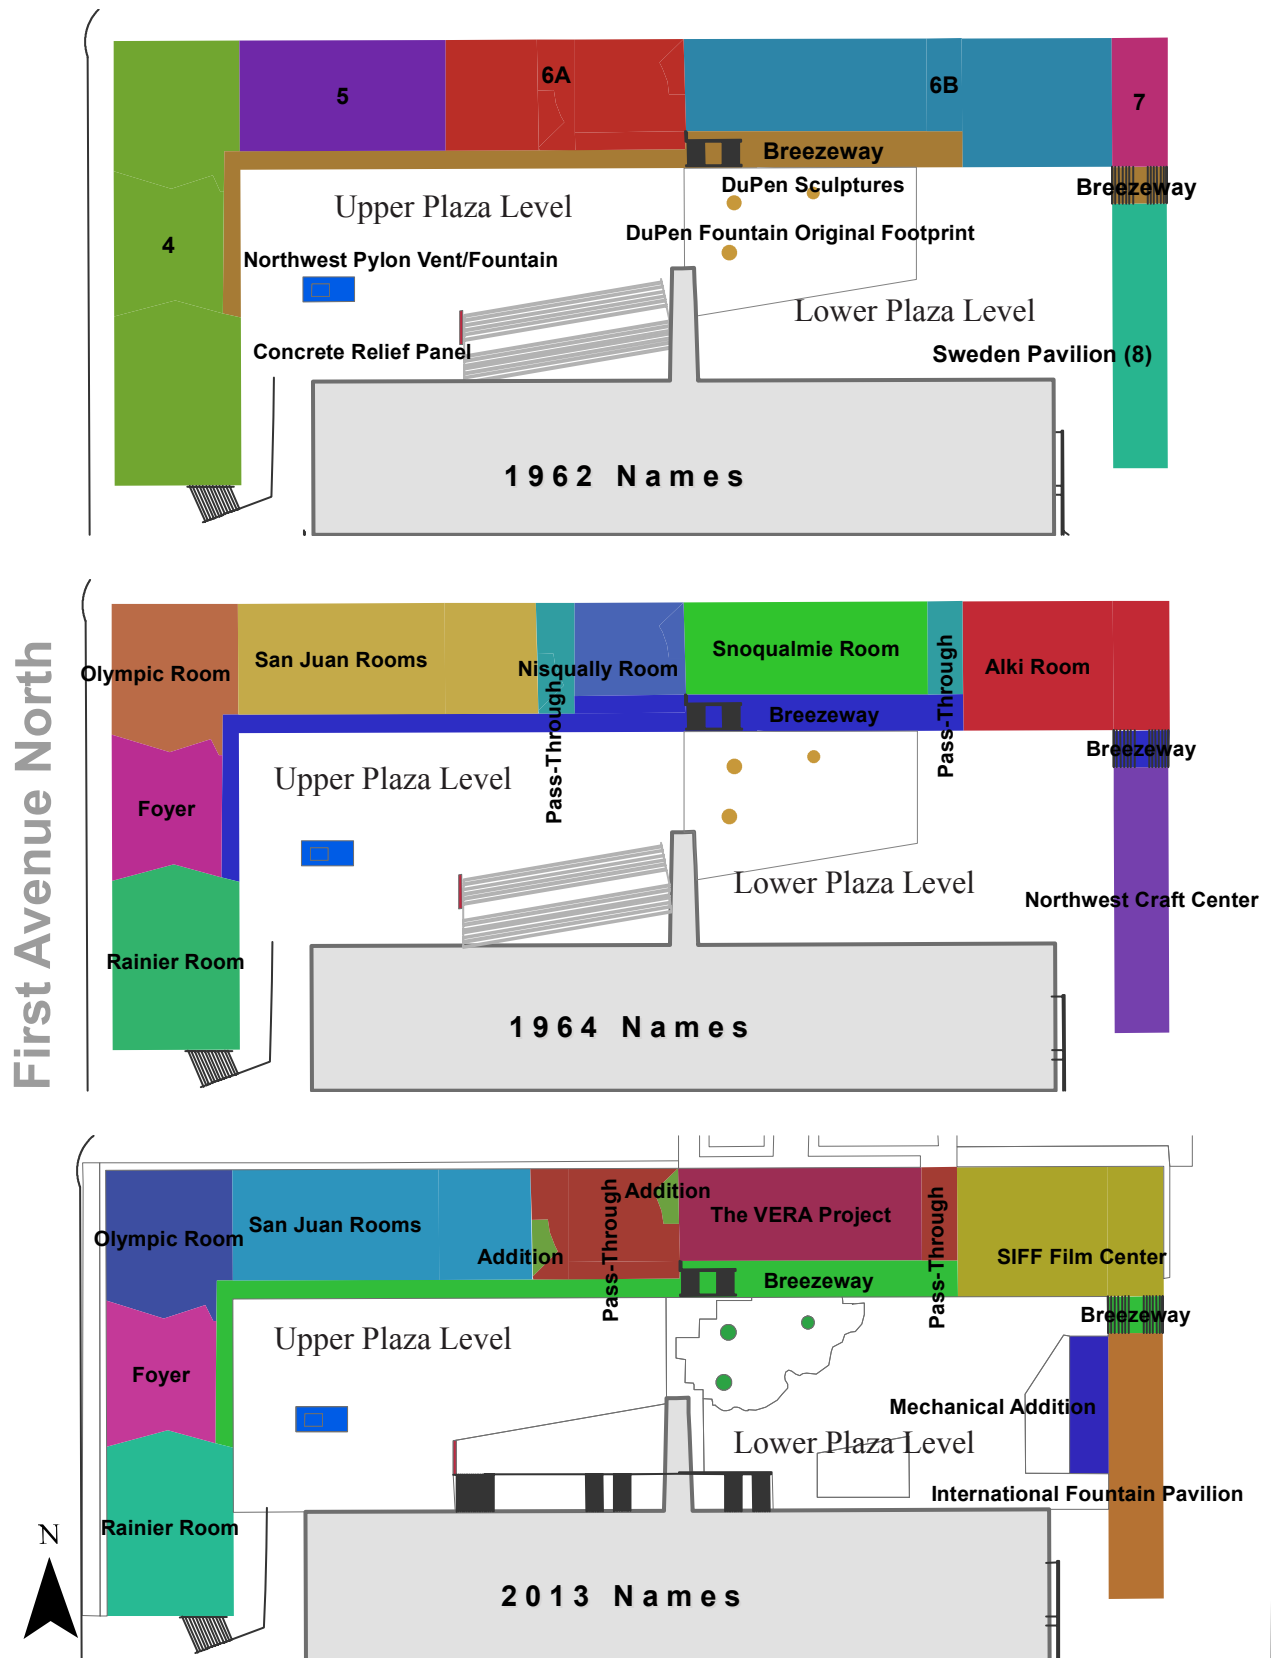 5
6A
6B
7
Breezeway
DuPen Sculptures
Breezeway
Upper Plaza Level
DuPen Fountain Original Footprint
4
Northwest Pylon Vent/Fountain
Lower Plaza Level
Concrete Relief Panel
Sweden Pavilion (8)
1962 Names
First Avenue North
Olympic Room
San Juan Rooms
Nisqually Room
Snoqualmie Room
Alki Room
Pass-Through
Pass-Through
Breezeway
Breezeway
Upper Plaza Level
Foyer
Lower Plaza Level
Northwest Craft Center
Rainier Room
1964 Names
Olympic Room
San Juan Rooms
Addition
Addition
Pass-Through
The VERA Project
Pass-Through
SIFF Film Center
Breezeway
Breezeway
Upper Plaza Level
Foyer
Mechanical Addition
Lower Plaza Level
International Fountain Pavilion
Rainier Room
N
2013 Names